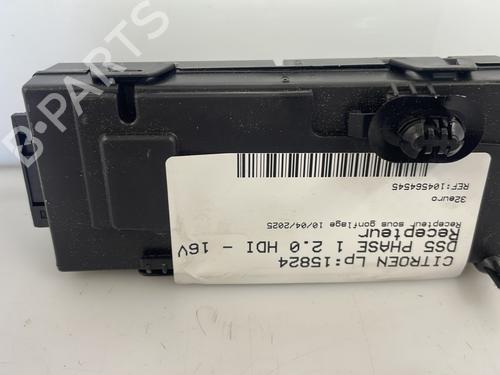 CITROEN Lp:15824
DS5 PHASE 1 2.0 HDI - 16V
Recepteur
Recepteur sous gonflage 10/04/2025
32euro
REF:104564545
B-PARTS